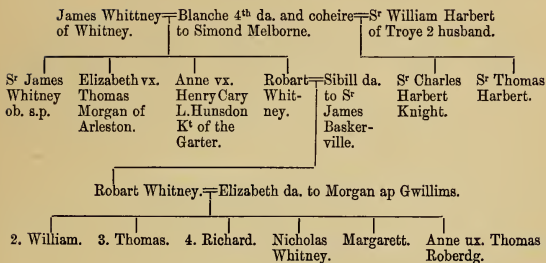 James Whittney=Blanche 4th da. and coheire=Sr William Harbert
of Whitney. to Simond Melborne. of Troye 2 husband.
Sr James Elizabeth vx. Anne vx. Robart=Sibill da. Sr Charles Sr Thomas
Whitney Thomas Henry Cary Whit- to Sr Harbert Harbert.
ob. s.p. Morgan of L.Hunsdon ney. James Knight.
Arleston. Kt of the Basker-
Garter. ville.
Robart Whitney.=Elizabeth da. to Morgan ap Gwillims.
2. William. 3. Thomas. 4. Richard. Nicholas Margarett. Anne ux. Thomas
Whitney. Roberdg.